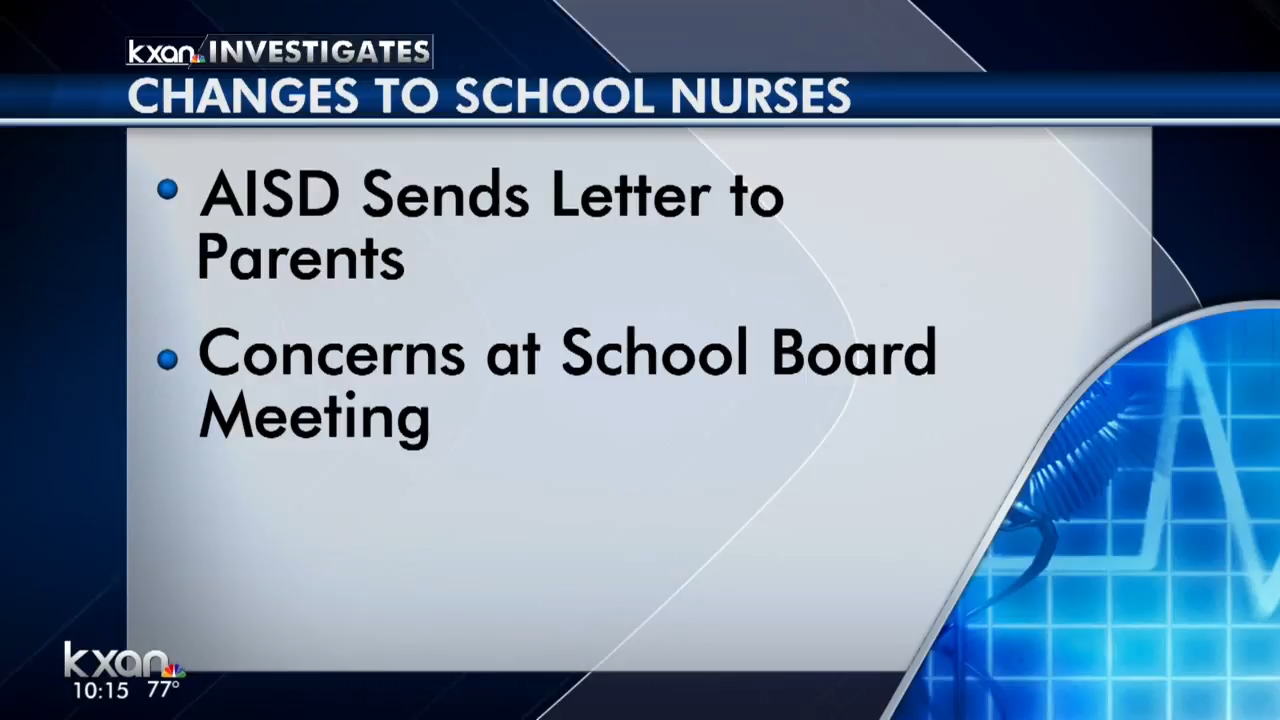 kxan INVESTIGATES
CHANGES TO SCHOOL NURSES
• AISD Sends Letter to
Parents
• Concerns at School Board
Meeting
kxan
10:15 77°